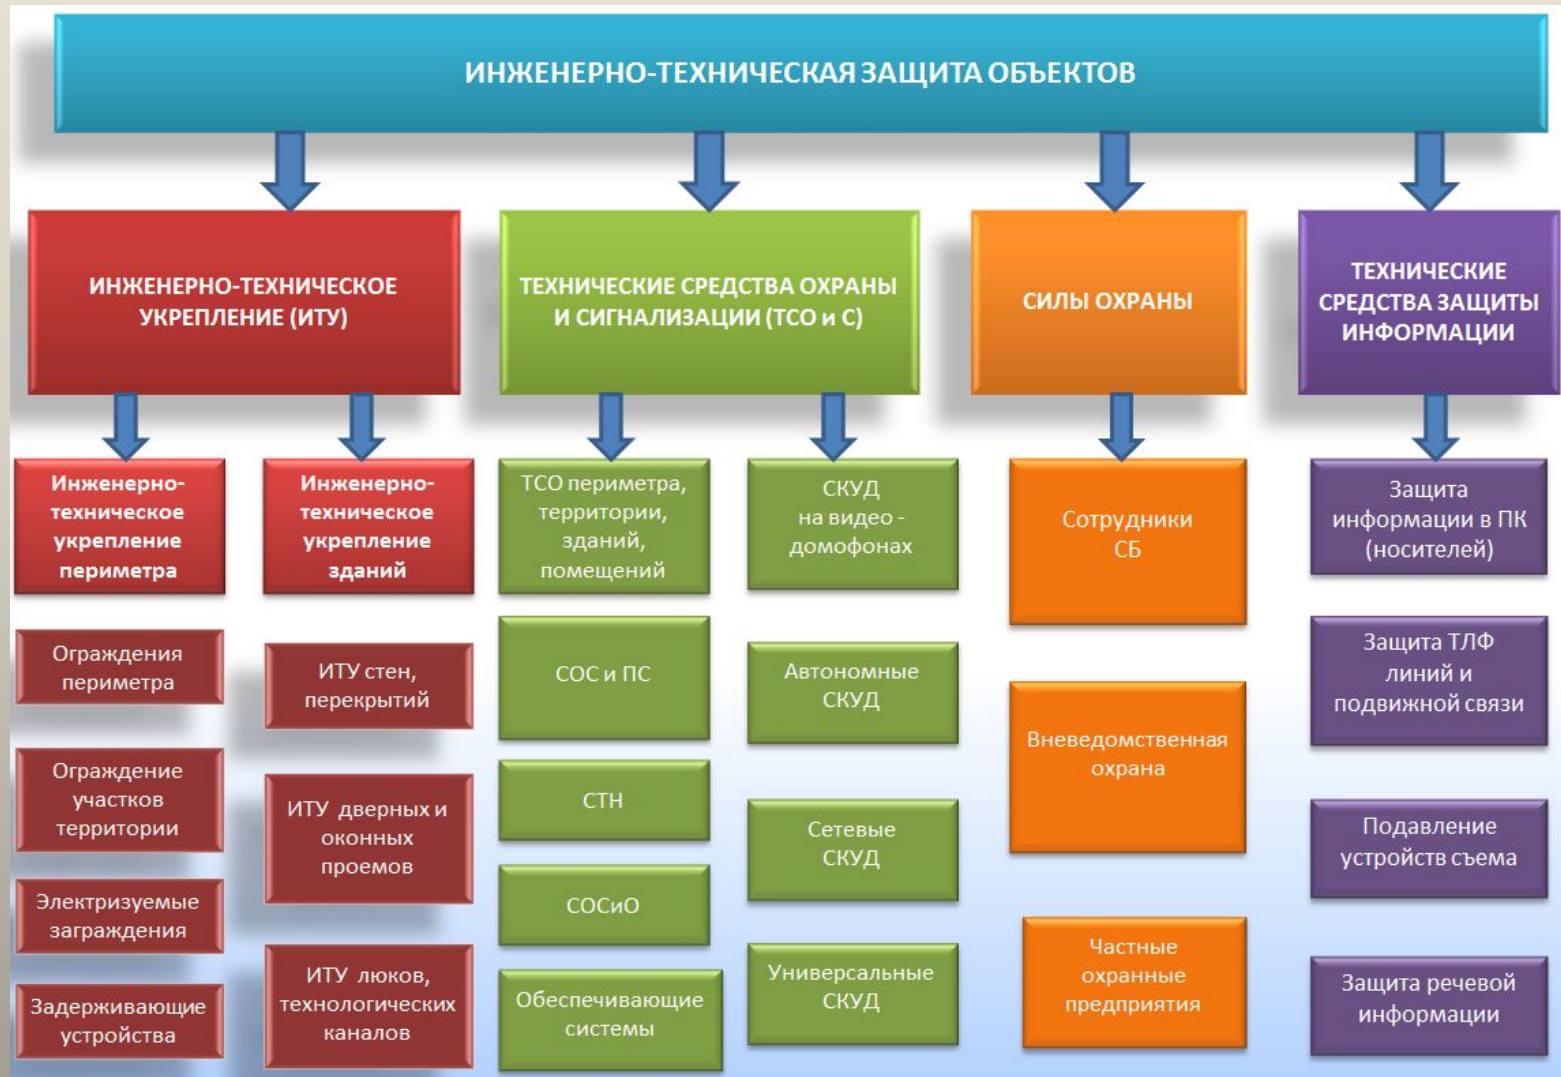 ИНЖЕНЕРНО-ТЕХНИЧЕСКАЯ ЗАЩИТА ОБЪЕКТОВ
ИНЖЕНЕРНО-ТЕХНИЧЕСКОЕ
УКРЕПЛЕНИЕ (ИТУ)
ТЕХНИЧЕСКИЕ СРЕДСТВА ОХРАНЫ
И СИГНАЛИЗАЦИИ (ТСО и С)
СИЛЫ ОХРАНЫ
ТЕХНИЧЕСКИЕ
СРЕДСТВА ЗАЩИТЫ
ИНФОРМАЦИИ
Инженерно-
техническое
укрепление
периметра
Ограждения
периметра
Ограждение
участков
территории
Электризуемые
заграждения
Задерживающие
устройства
Инженерно-
техническое
укрепление
зданий
ИТУ стен,
перекрытий
ИТУ дверных и
оконных
проемов
ИТУ люков,
технологических
каналов
ТСО периметра,
территории,
зданий,
помещений
СОС и ПС
СТН
СОСиО
Обеспечивающие
системы
СКУД
на видео -
домофонах
Автономные
СКУД
Сетевые
СКУД
Универсальные
СКУД
Сотрудники
СБ
Вневедомственная
охрана
Частные
охранные
предприятия
Защита
информации в ПК
(носителей)
Защита ТЛФ
линий и
подвижной связи
Подавление
устройств съема
Защита речевой
информации